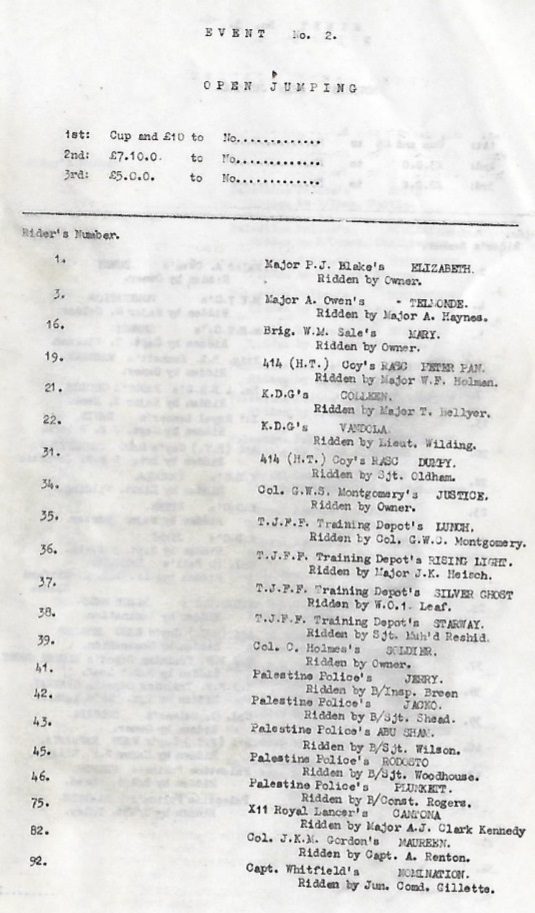 EVENT No. 2.
OPEN JUMPING
1st: Cup and £10 to No.............
2nd: £7.10.0. to No.............
3rd: £5.0.0. to No.............
Rider's Number.
1. Major P.J. Blake's ELIZABETH.
Ridden by Owner.
3. Major A. Owen's - TELMONDE.
Ridden by Major A. Haynes.
16. Brig. W.M. Sale's MARY.
Ridden by Owner.
19. 414 (H.T.) Coy's RASC PETER PAN.
Ridden by Major W.F. Holman.
21. K.D.G's COLLEEN.
Ridden by Major T. Hellyer.
22. K.D.G's VANDOLA.
Ridden by Lieut. Wilding.
31. 414 (H.T.) Coy's RASC DUMPY.
Ridden by Sjt. Oldham.
34. Col. G.W.S. Montgomery's JUSTICE.
Ridden by Owner.
35. T.J.F.F. Training Depot's LUNCH.
Ridden by Col. G.W.C. Montgomery.
36. T.J.F.F. Training Depot's RISING LIGHT.
Ridden by Major J.K. Heisch.
37. T.J.F.F. Training Depot's SILVER GHOST
Ridden by W.O.1. Leaf.
38. T.J.F.F. Training Depot's STARWAY.
Ridden by Sjt. Muh'd Reshid.
39. Col. C. Holmes's SOLDIER.
Ridden by Owner.
41. Palestine Police's JERRY.
Ridden by B/Insp. Breen
42. Palestine Police's JACKO.
Ridden by B/Sjt. Shead.
43. Palestine Police's ABU SHAM.
Ridden by B/Sjt. Wilson.
45. Palestine Police's RODOSTO
Ridden by B/Sjt. Woodhouse.
46. Palestine Police's PLUNKETT.
Ridden by B/Const. Rogers.
75. X11 Royal Lancer's
Ridden by Major A.J. Clark Kennedy
82. Col. J.K.M. Gordon's MAUREEN.
Ridden by Capt. A. Renton.
92. Capt. Whitfield's NOMINATION.
Ridden by Jun. Comd. Gillette.